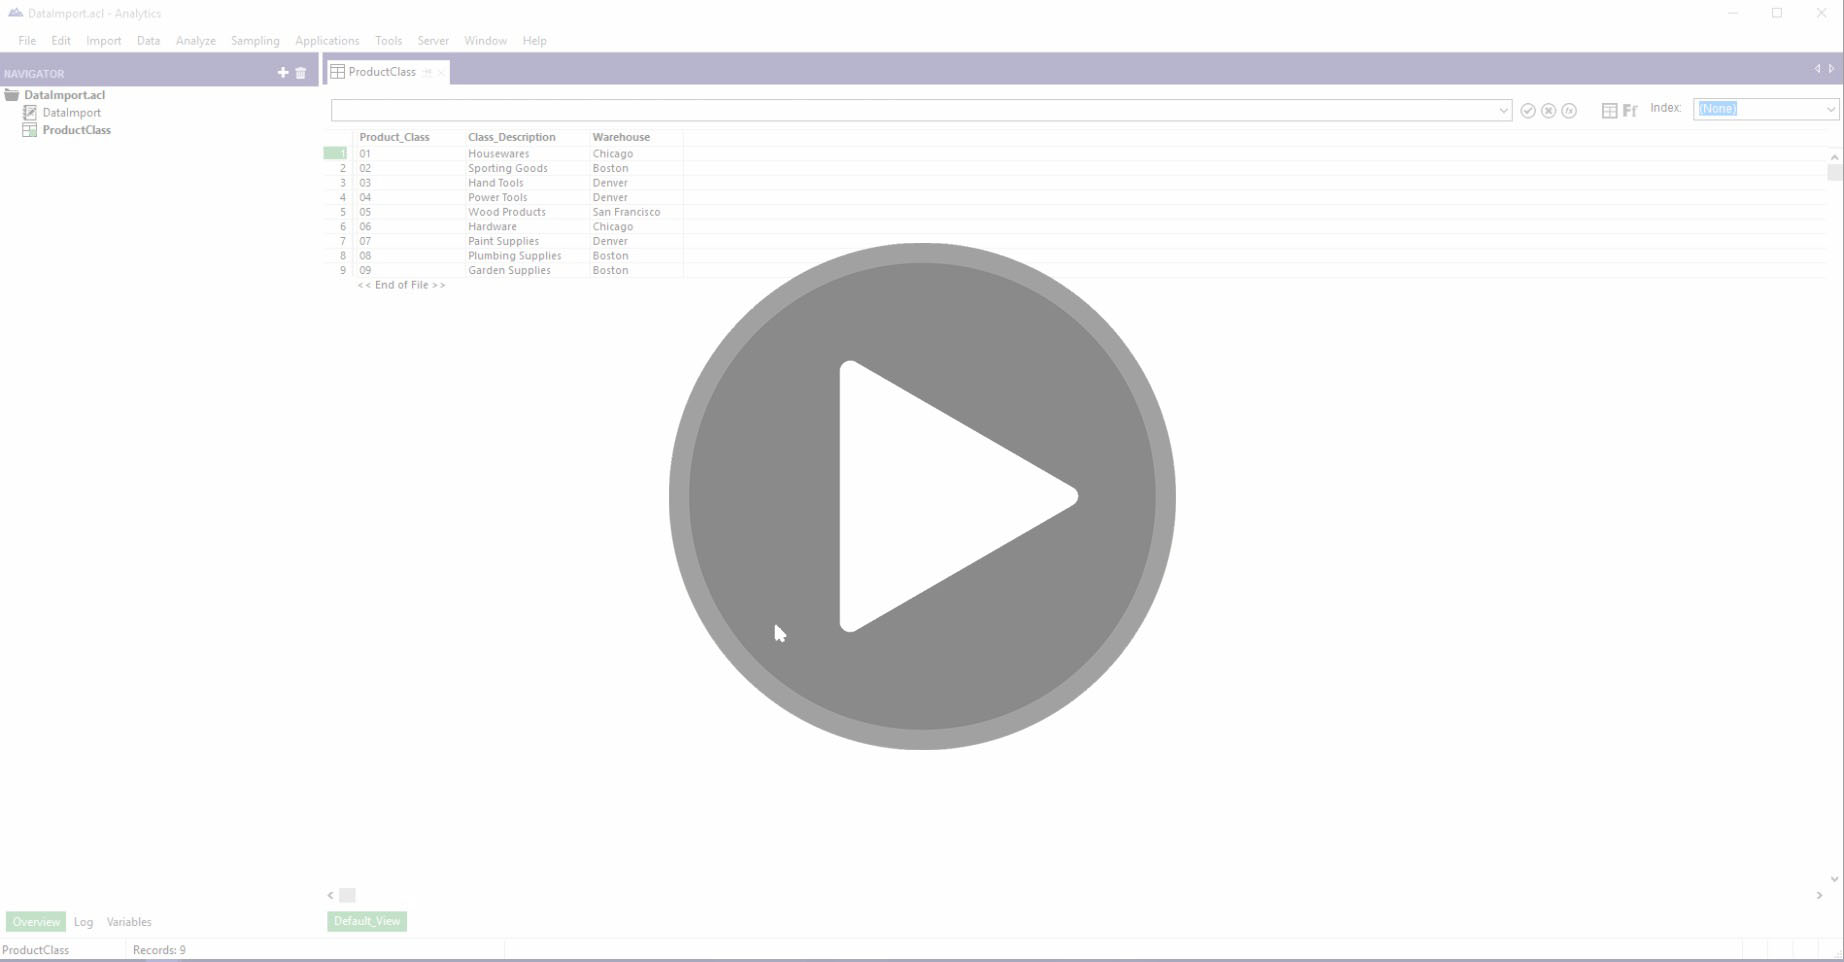 DataImport.acl - Analytics
File Edit Import Data Analyze Sampling Applications Tools Server Window Help
NAVIGATOR
ProductClass
DataImport.acl
DataImport
ProductClass
Index: (None)
Product_Class Class_Description Warehouse
1 01 Housewares Chicago
2 02 Sporting Goods Boston
3 03 Hand Tools Denver
4 04 Power Tools Denver
5 05 Wood Products San Francisco
6 06 Hardware Chicago
7 07 Paint Supplies Denver
8 08 Plumbing Supplies Boston
9 09 Garden Supplies Boston
<< End of File >>
Overview Log Variables Default_View
ProductClass Records: 9